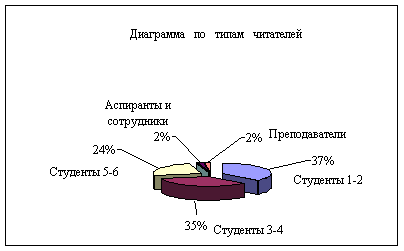 Диаграмма по типам читателей
Аспиранты и
сотрудники
2%
2%
Преподаватели
24%
37%
Студенты 5-6
Студенты 1-2
35%
Студенты 3-4